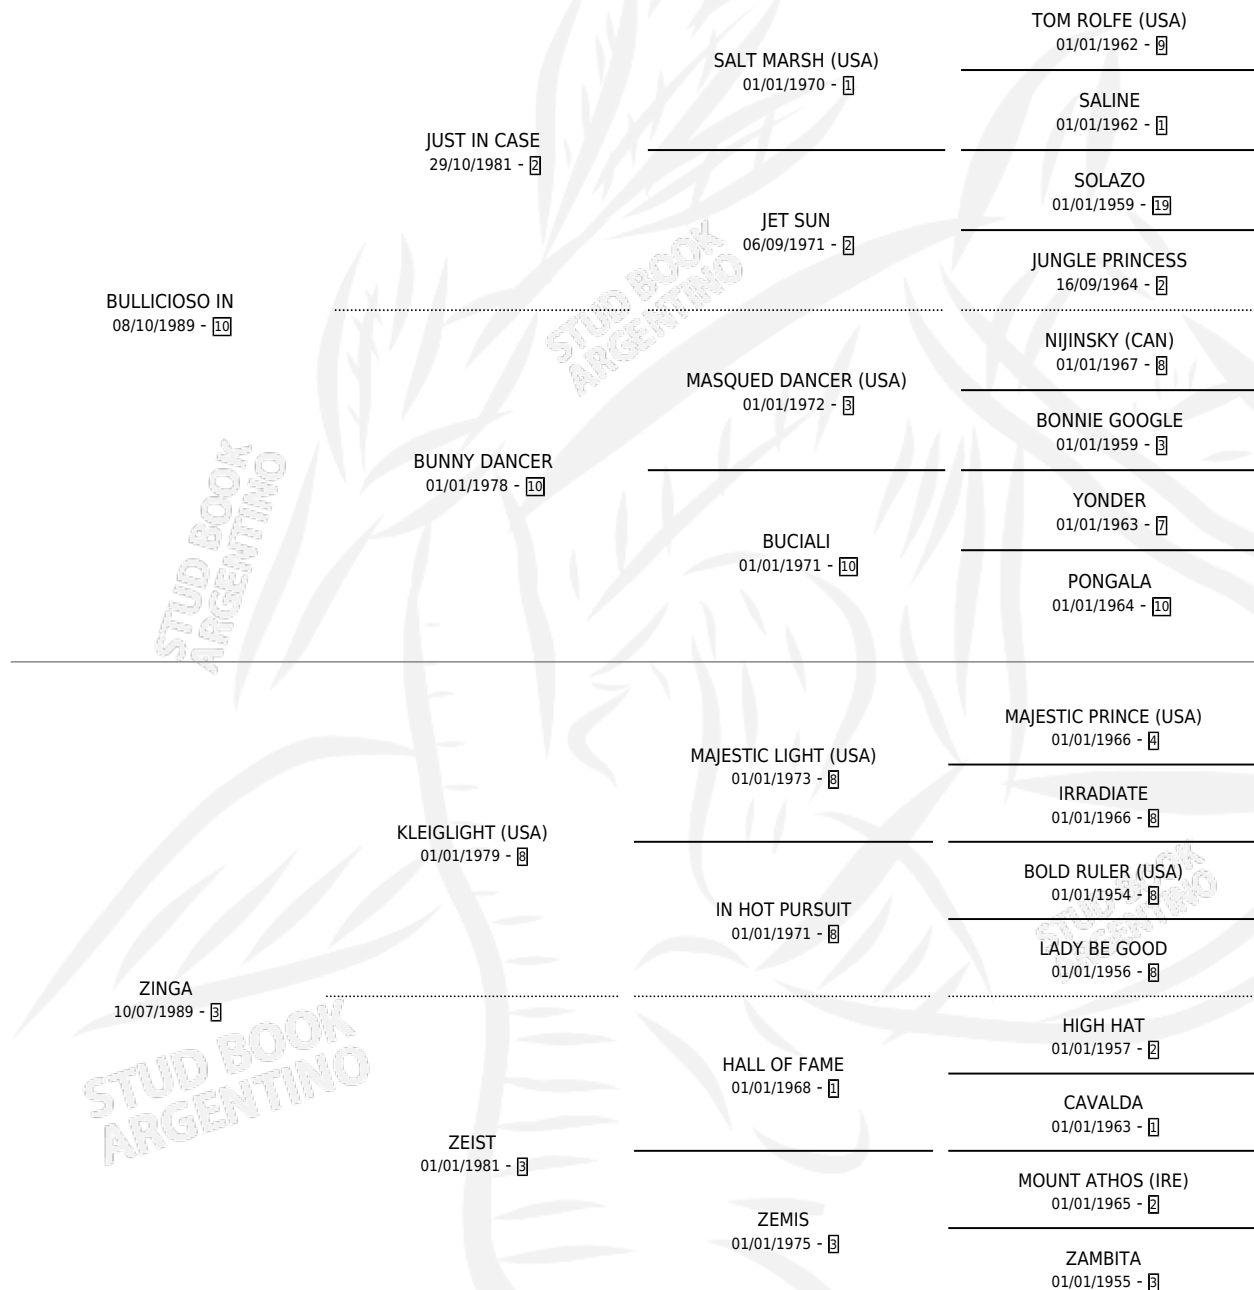 TOM ROLFE (USA)
01/01/1962 - 9
SALT MARSH (USA)
01/01/1970 - 1
SALINE
01/01/1962 - 1
JUST IN CASE
29/10/1981 - 2
SOLAZO
01/01/1959 - 19
JET SUN
06/09/1971 - 2
JUNGLE PRINCESS
16/09/1964 - 2
BULLICIOSO IN
08/10/1989 - 10
NIJINSKY (CAN)
01/01/1967 - 8
MASQUED DANCER (USA)
01/01/1972 - 3
BONNIE GOOGLE
01/01/1959 - 3
BUNNY DANCER
01/01/1978 - 10
YONDER
01/01/1963 - 7
BUCIALI
01/01/1971 - 10
PONGALA
01/01/1964 - 10
MAJESTIC PRINCE (USA)
01/01/1966 - 4
MAJESTIC LIGHT (USA)
01/01/1973 - 8
IRRADIATE
01/01/1966 - 8
KLEIGLIGHT (USA)
01/01/1979 - 8
BOLD RULER (USA)
01/01/1954 - 8
IN HOT PURSUIT
01/01/1971 - 8
LADY BE GOOD
01/01/1956 - 8
ZINGA
10/07/1989 - 3
HIGH HAT
01/01/1957 - 2
HALL OF FAME
01/01/1968 - 1
CAVALDA
01/01/1963 - 1
ZEIST
01/01/1981 - 3
MOUNT ATHOS (IRE)
01/01/1965 - 2
ZEMIS
01/01/1975 - 3
ZAMBITA
01/01/1955 - 3
STUD BOOK
ARGENTINO
STUD BOOK
ARGENTINO
STUD BOOK
ARGENTINO
STUD BOOK
ARGENTINO